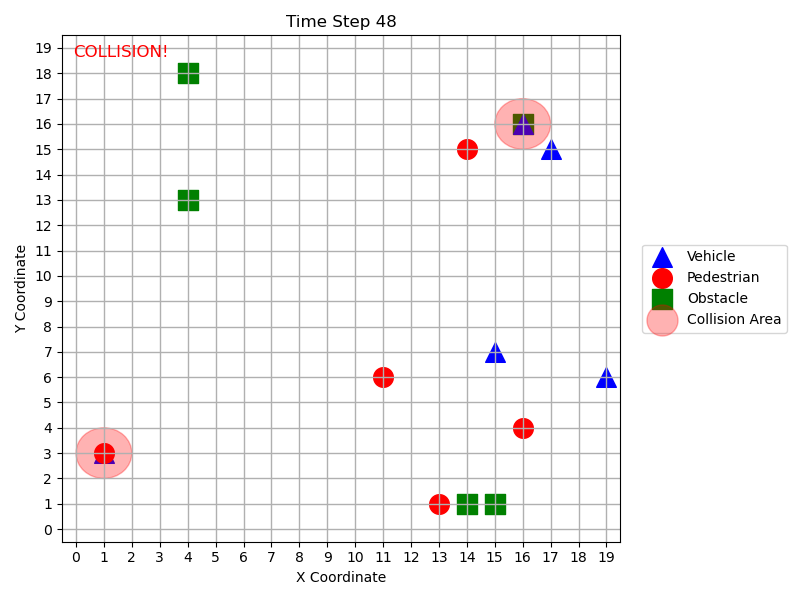 Time Step 48
COLLISION!
19
18
17
16
15
14
13
12
11
10
9
8
7
6
5
4
3
2
1
0
Y Coordinate
0 1 2 3 4 5 6 7 8 9 10 11 12 13 14 15 16 17 18 19
X Coordinate
Vehicle
Pedestrian
Obstacle
Collision Area